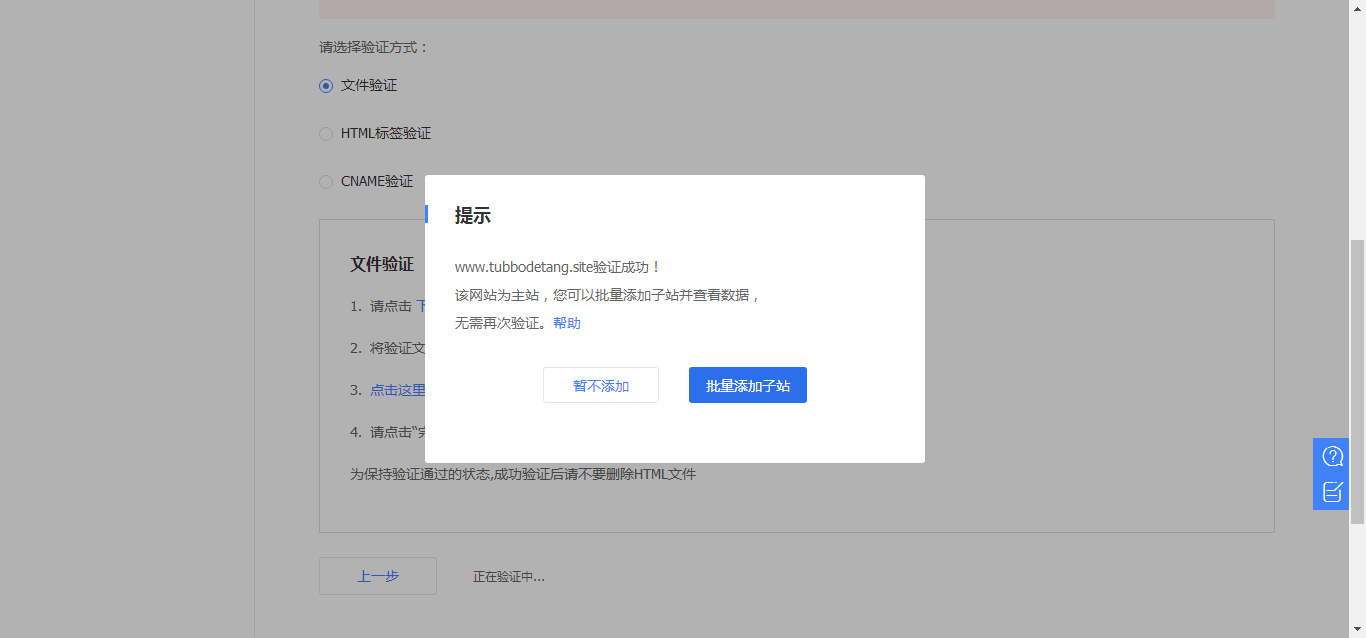 请选择验证方式：
文件验证
HTML标签验证
CNAME验证
提示
www.tubbodetang.site验证成功！
该网站为主站，您可以批量添加子站并查看数据，
无需再次验证。帮助
暂不添加
批量添加子站
文件验证
1. 请点击
2. 将验证文
3. 点击这里
4. 请点击“
为保持验证通过的状态,成功验证后请不要删除HTML文件
上一步
正在验证中...